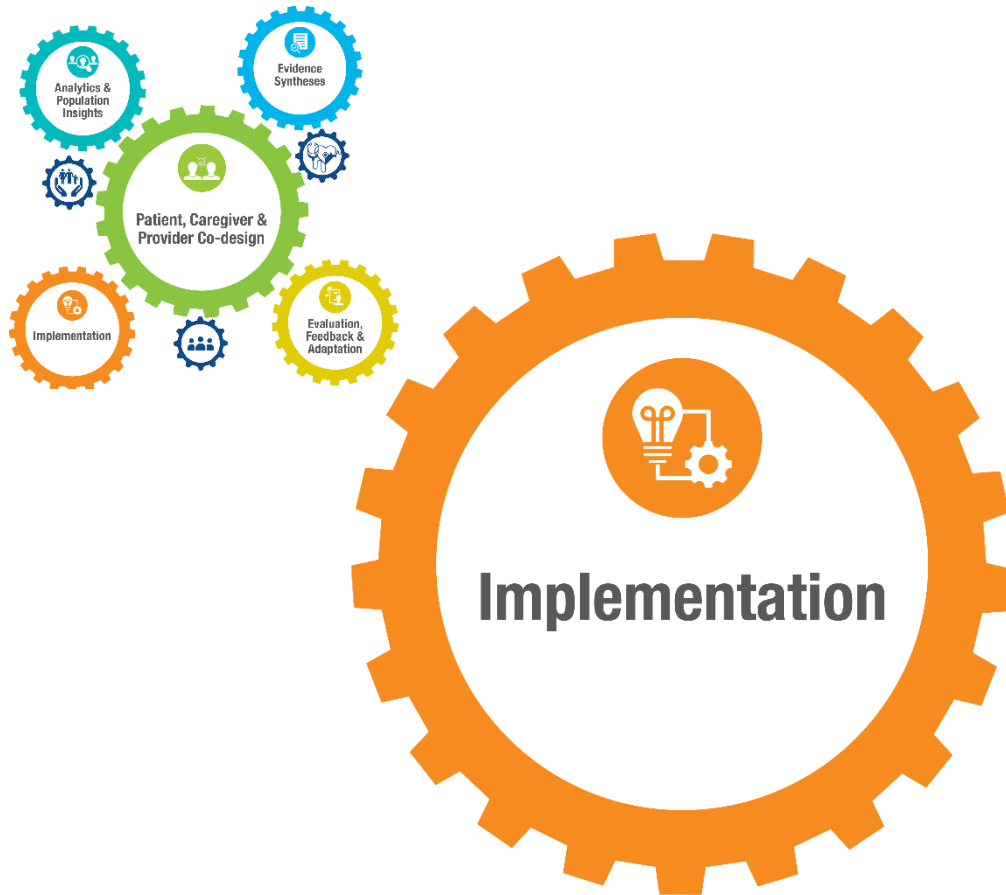 Analytics &
Population
Insights
Evidence
Syntheses
Patient, Caregiver &
Provider Co-design
Implementation
Evaluation,
Feedback &
Adaptation
Implementation